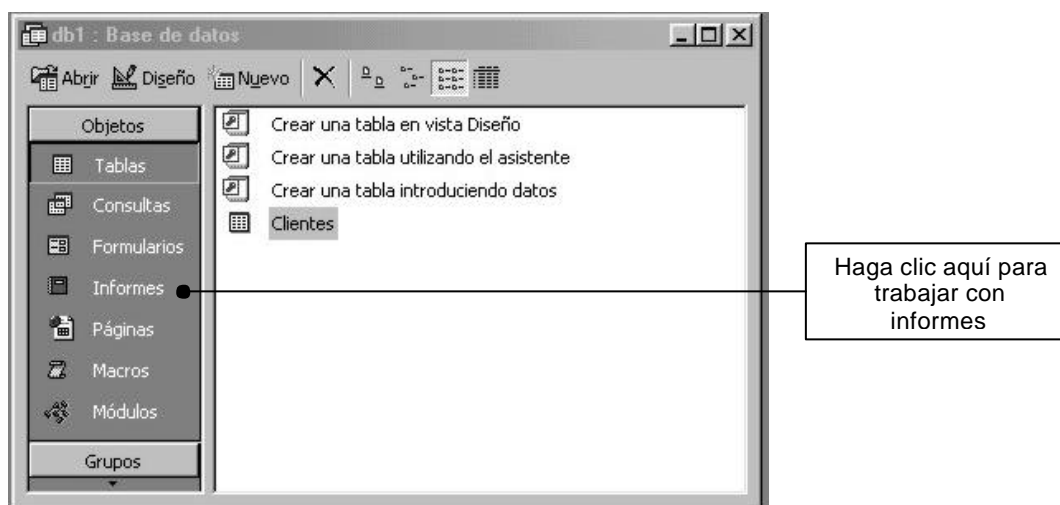 db1 : Base de datos
Abrir Diseño Nuevo
Objetos
Tablas
Consultas
Formularios
Informes
Páginas
Macros
Módulos
Grupos
Crear una tabla en vista Diseño
Crear una tabla utilizando el asistente
Crear una tabla introduciendo datos
Clientes
Haga clic aquí para
trabajar con
informes